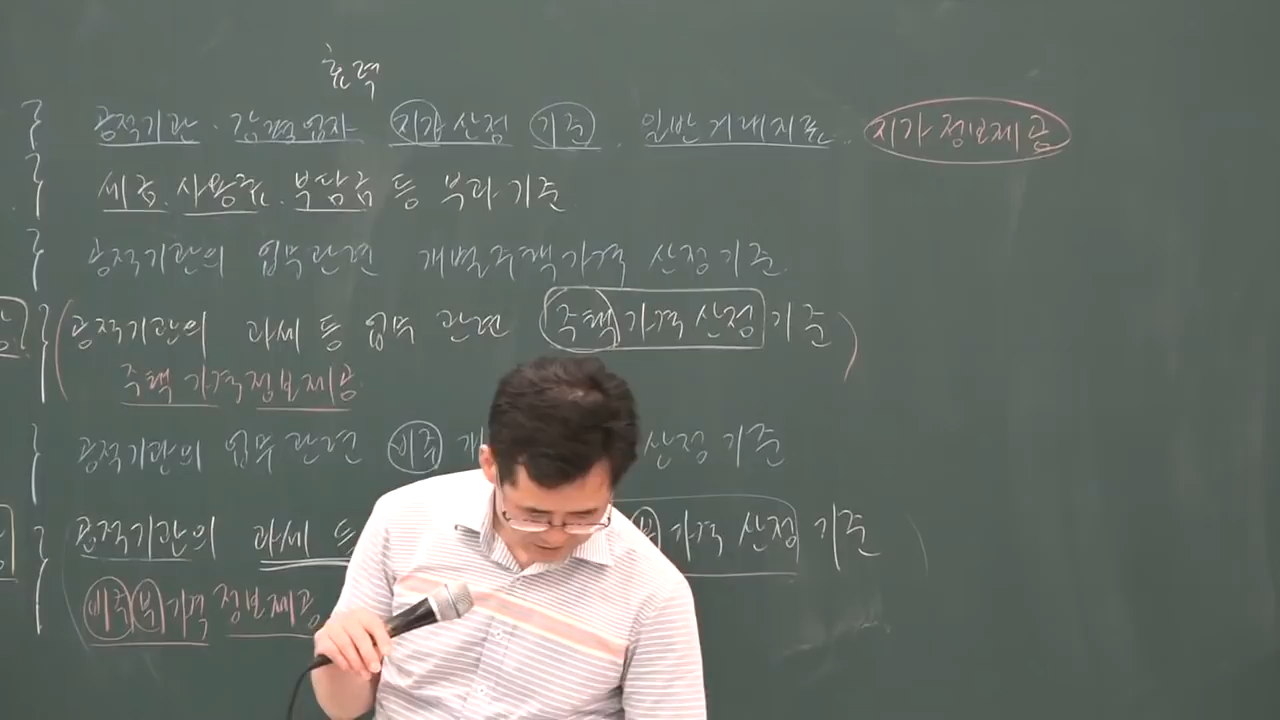 효력
공적기관 · 감정업자 지가 산정 기준. 일반 거래지표. 지가 정보제공
세금. 사용료. 부담금 등 부과 기준
공적기관의 업무관련 개별주택가격 산정 기준.
공적기관의 과세 등 업무 관련 주택 가격 산정 기준
주택 가격정보제공
공적기관의 업무 관련 비주 산정 기준
공적기관의 과세 등 부 가격 산정 기준
비주부 가격 정보제공